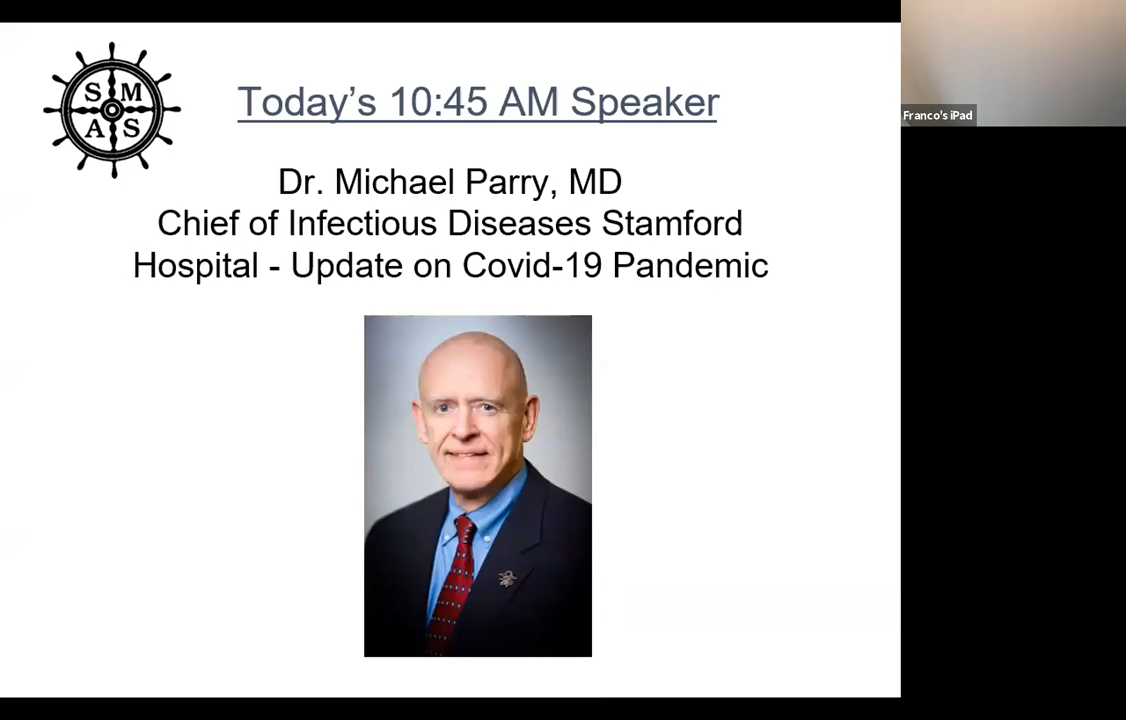 S M
A S
Today's 10:45 AM Speaker
Dr. Michael Parry, MD
Chief of Infectious Diseases Stamford
Hospital - Update on Covid-19 Pandemic
Franco's iPad